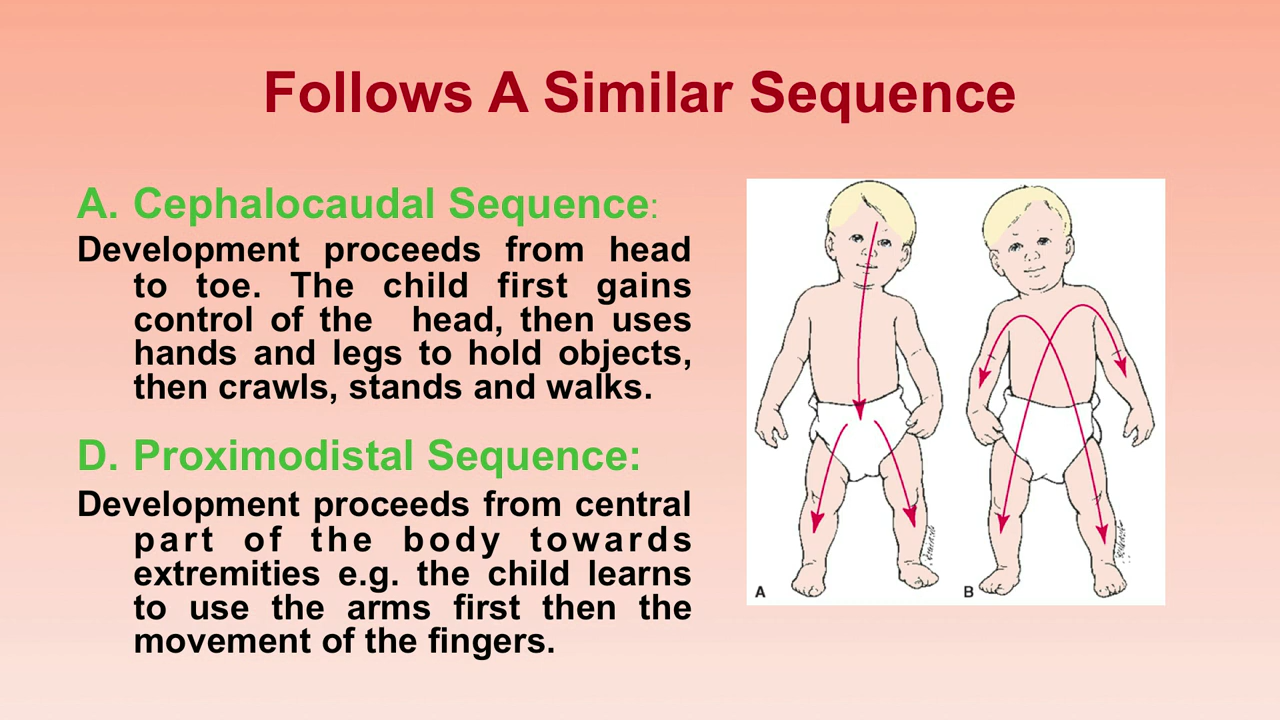 Follows A Similar Sequence
A. Cephalocaudal Sequence:
Development proceeds from head
to toe. The child first gains
control of the head, then uses
hands and legs to hold objects,
then crawls, stands and walks.
D. Proximodistal Sequence:
Development proceeds from central
part of the body towards
extremities e.g. the child learns
to use the arms first then the
movement of the fingers.
A
B